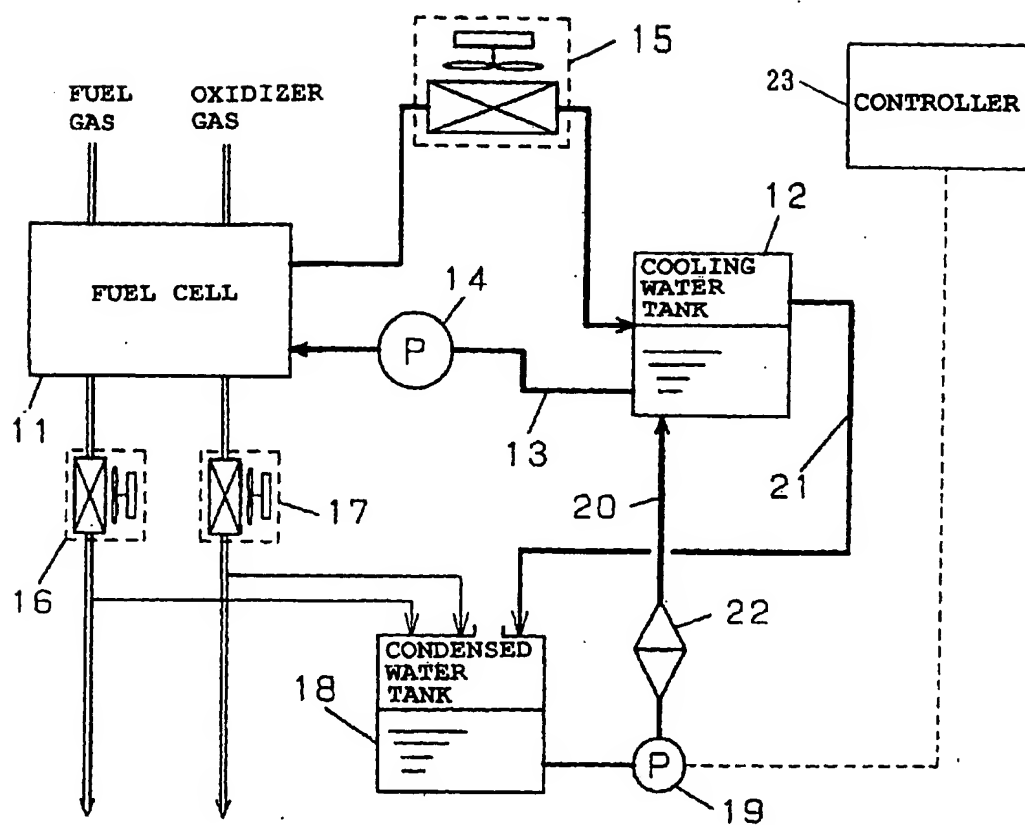 15
FUEL
GAS
OXIDIZER
GAS
23
CONTROLLER
12
COOLING
WATER
TANK
FUEL CELL
14
P
11
13
21
20
17
16
22
CONDENSED
WATER
TANK
18
P
19